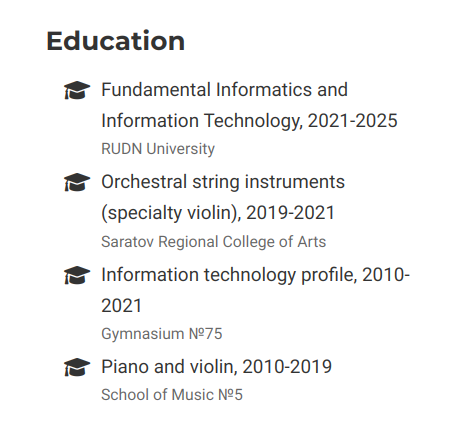 Education
Fundamental Informatics and
Information Technology, 2021-2025
RUDN University
Orchestral string instruments
(specialty violin), 2019-2021
Saratov Regional College of Arts
Information technology profile, 2010-
2021
Gymnasium №75
Piano and violin, 2010-2019
School of Music №5